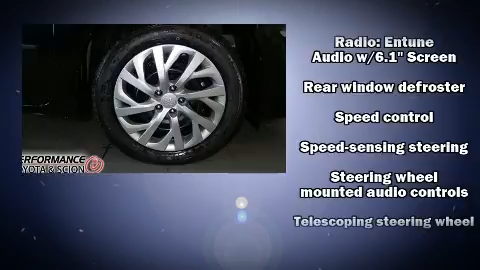 Radio: Entune
Audio w/6.1" Screen
Rear window defroster
Speed control
Speed-sensing steering
Steering wheel
mounted audio controls
Telescoping steering wheel
ERFORMANCE
OYOTA & SCION